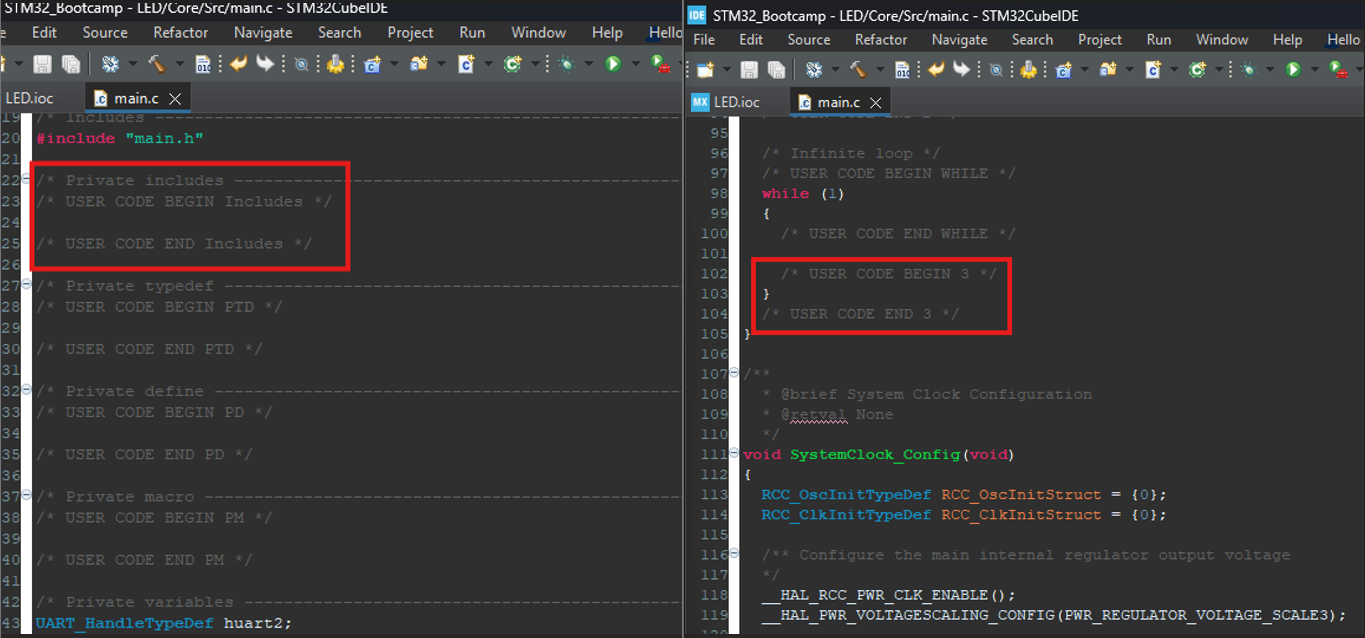 STM32_Bootcamp - LED/Core/Src/main.c - STM32CubeIDE
Edit Source Refactor Navigate Search Project Run Window Help Hello
LED.ioc main.c
19 /* Includes ------------------------------------------------------------------
20 #include "main.h"
21
22 /* Private includes ----------------------------------------------------------
23 /* USER CODE BEGIN Includes */
24
25 /* USER CODE END Includes */
26
27 /* Private typedef -----------------------------------------------------------
28 /* USER CODE BEGIN PTD */
29
30 /* USER CODE END PTD */
31
32 /* Private define ------------------------------------------------------------
33 /* USER CODE BEGIN PD */
34
35 /* USER CODE END PD */
36
37 /* Private macro -------------------------------------------------------------
38 /* USER CODE BEGIN PM */
39
40 /* USER CODE END PM */
41
42 /* Private variables ---------------------------------------------------------
43 UART_HandleTypeDef huart2;
IDE STM32_Bootcamp - LED/Core/Src/main.c - STM32CubeIDE
File Edit Source Refactor Navigate Search Project Run Window Help Hello
MX LED.ioc main.c
95
96 /* Infinite loop */
97 /* USER CODE BEGIN WHILE */
98 while (1)
99 {
100 /* USER CODE END WHILE */
101
102 /* USER CODE BEGIN 3 */
103 }
104 /* USER CODE END 3 */
105 }
106
107 /**
108 * @brief System Clock Configuration
109 * @retval None
110 */
111 void SystemClock_Config(void)
112 {
113 RCC_OscInitTypeDef RCC_OscInitStruct = {0};
114 RCC_ClkInitTypeDef RCC_ClkInitStruct = {0};
115
116 /** Configure the main internal regulator output voltage
117 */
118 __HAL_RCC_PWR_CLK_ENABLE();
119 __HAL_PWR_VOLTAGESCALING_CONFIG(PWR_REGULATOR_VOLTAGE_SCALE3);